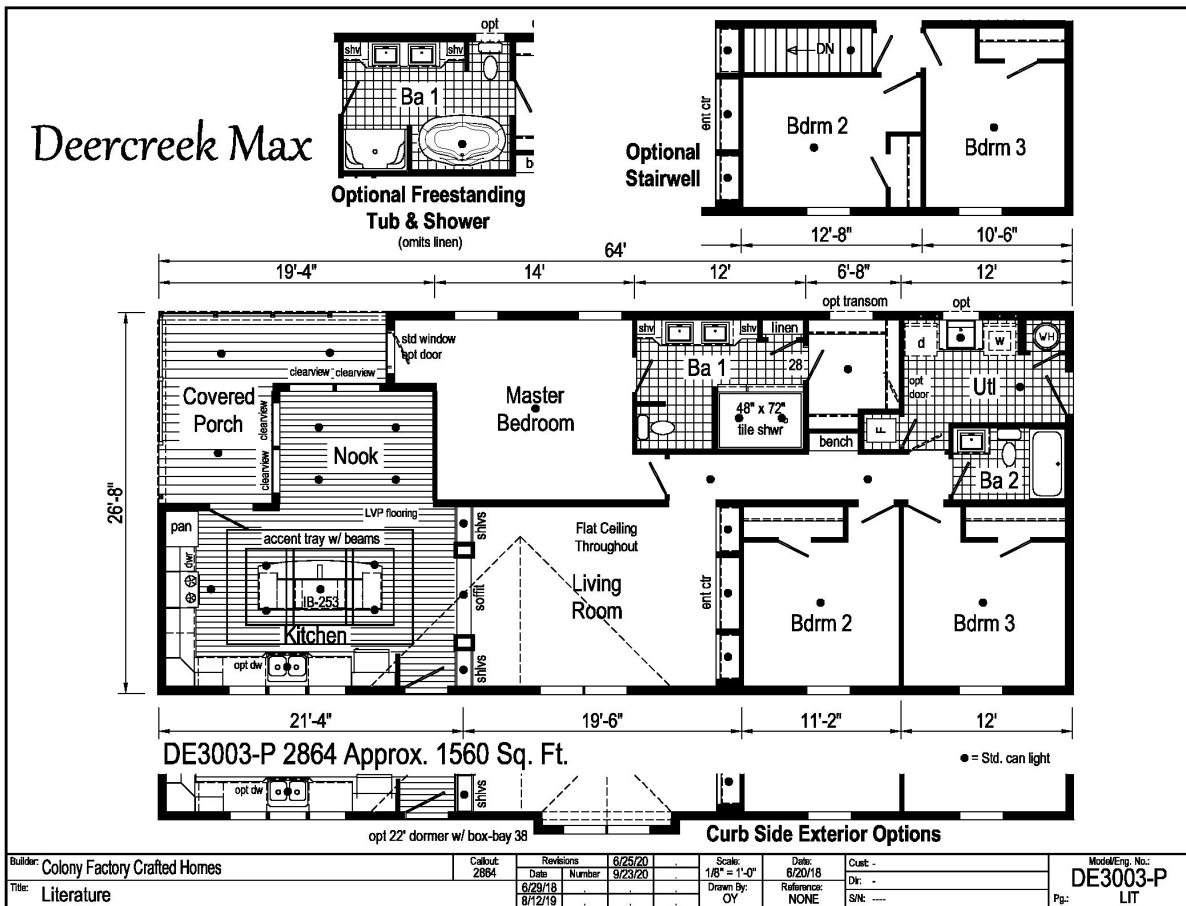 Deercreek Max
opt
shv
shv
Ba 1
Optional Freestanding
Tub & Shower
(omits linen)
Optional
Stairwell
ent ctr
DN
Bdrm 2
Bdrm 3
12'-8"
10'-6"
64'
19'-4"
14'
12'
6'-8"
12'
opt transom
opt
26'-8"
Covered
Porch
clearview
clearview
clearview
clearview
std window
opt door
Nook
Master
Bedroom
shv
shv
linen
Ba 1
28
48" x 72"
tile shwr
bench
F
d
w
WH
opt
door
Utl
Ba 2
pan
dwr
LVP flooring
accent tray w/ beams
IB-253
Kitchen
opt dw
shlvs
soffit
shlvs
Flat Ceiling
Throughout
Living
Room
ent ctr
Bdrm 2
Bdrm 3
21'-4"
19'-6"
11'-2"
12'
DE3003-P 2864 Approx. 1560 Sq. Ft.
● = Std. can light
opt dw
shlvs
opt 22' dormer w/ box-bay 38
Curb Side Exterior Options
Builder: Colony Factory Crafted Homes
Title: Literature
Callout:
2864
Revisions
Date Number
6/29/18
8/12/19
6/25/20
9/23/20
Scale:
1/8" = 1'-0"
Drawn By:
OY
Date:
6/20/18
Reference:
NONE
Cust: -
Dlr: -
S/N: ----
Model/Eng. No.:
DE3003-P
Pg.: LIT